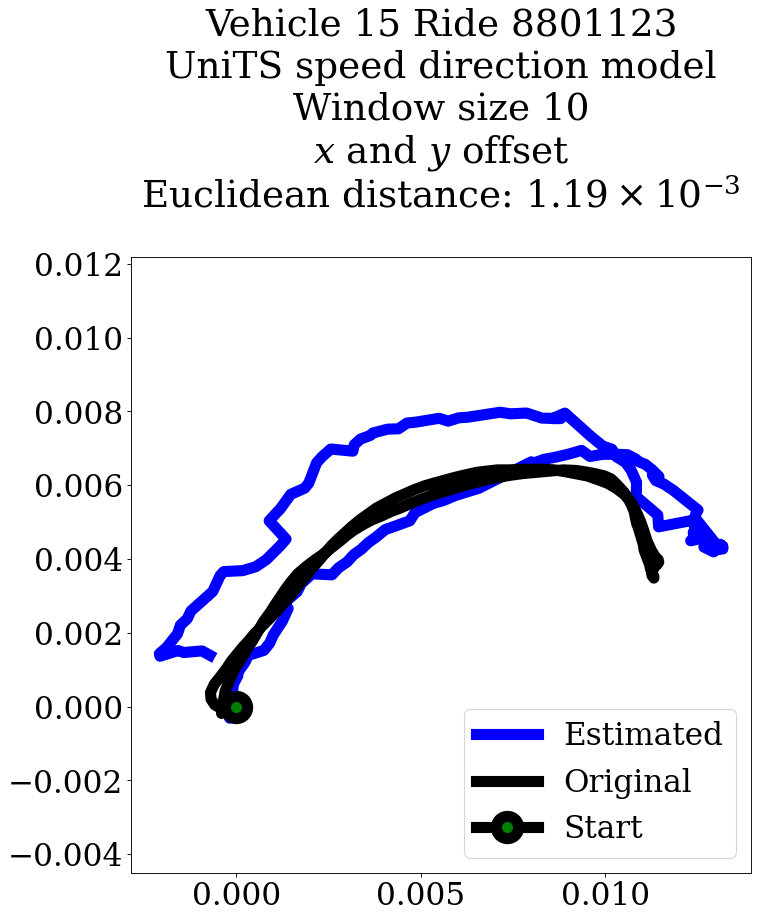 Vehicle 15 Ride 8801123
UniTS speed direction model
Window size 10
x and y offset
Euclidean distance: 1.19 × 10⁻³
0.012
0.010
0.008
0.006
0.004
0.002
0.000
−0.002
−0.004
0.000 0.005 0.010
Estimated
Original
Start